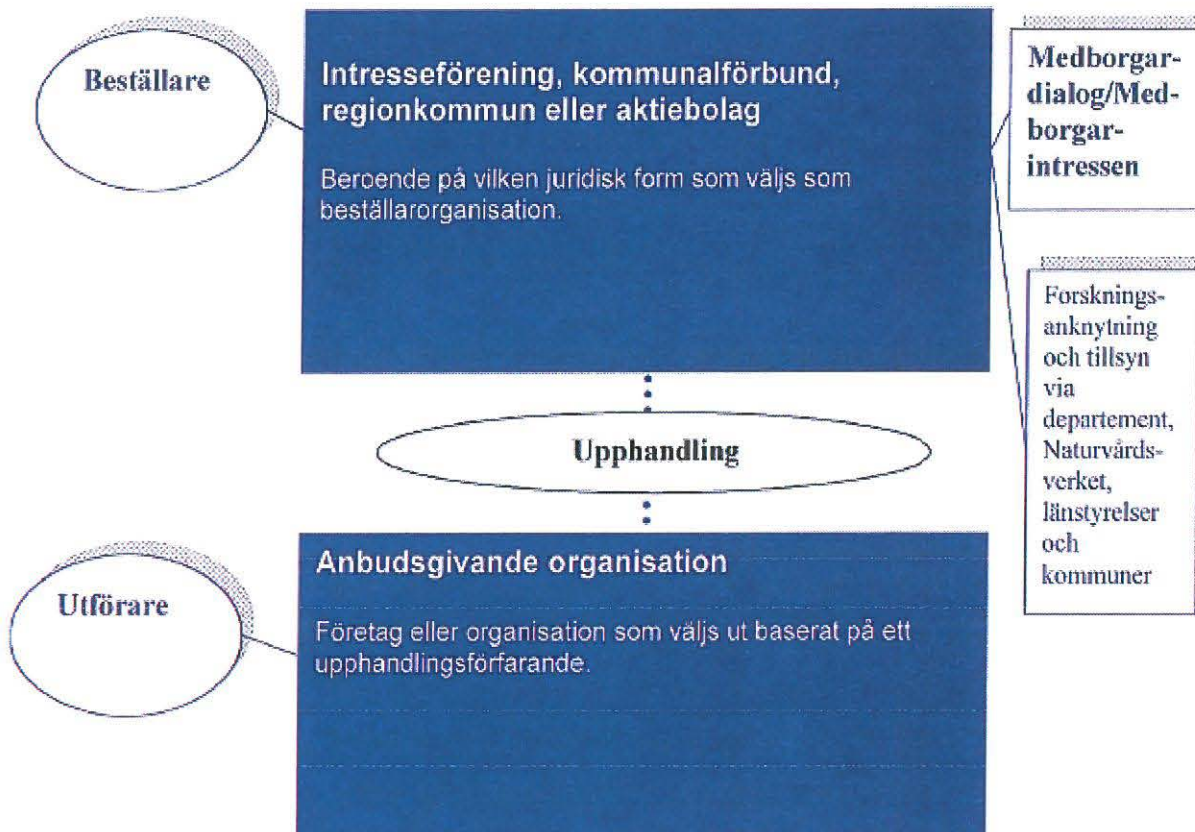 Beställare
Intresseförening, kommunalförbund,
regionkommun eller aktiebolag
Beroende på vilken juridisk form som väljs som
beställarorganisation.
Medborgar-
dialog/Med-
borgar-
intressen
Forsknings-
anknytning
och tillsyn
via
departement,
Naturvårds-
verket,
länstyrelser
och
kommuner
Upphandling
Utförare
Anbudsgivande organisation
Företag eller organisation som väljs ut baserat på ett
upphandlingsförfarande.